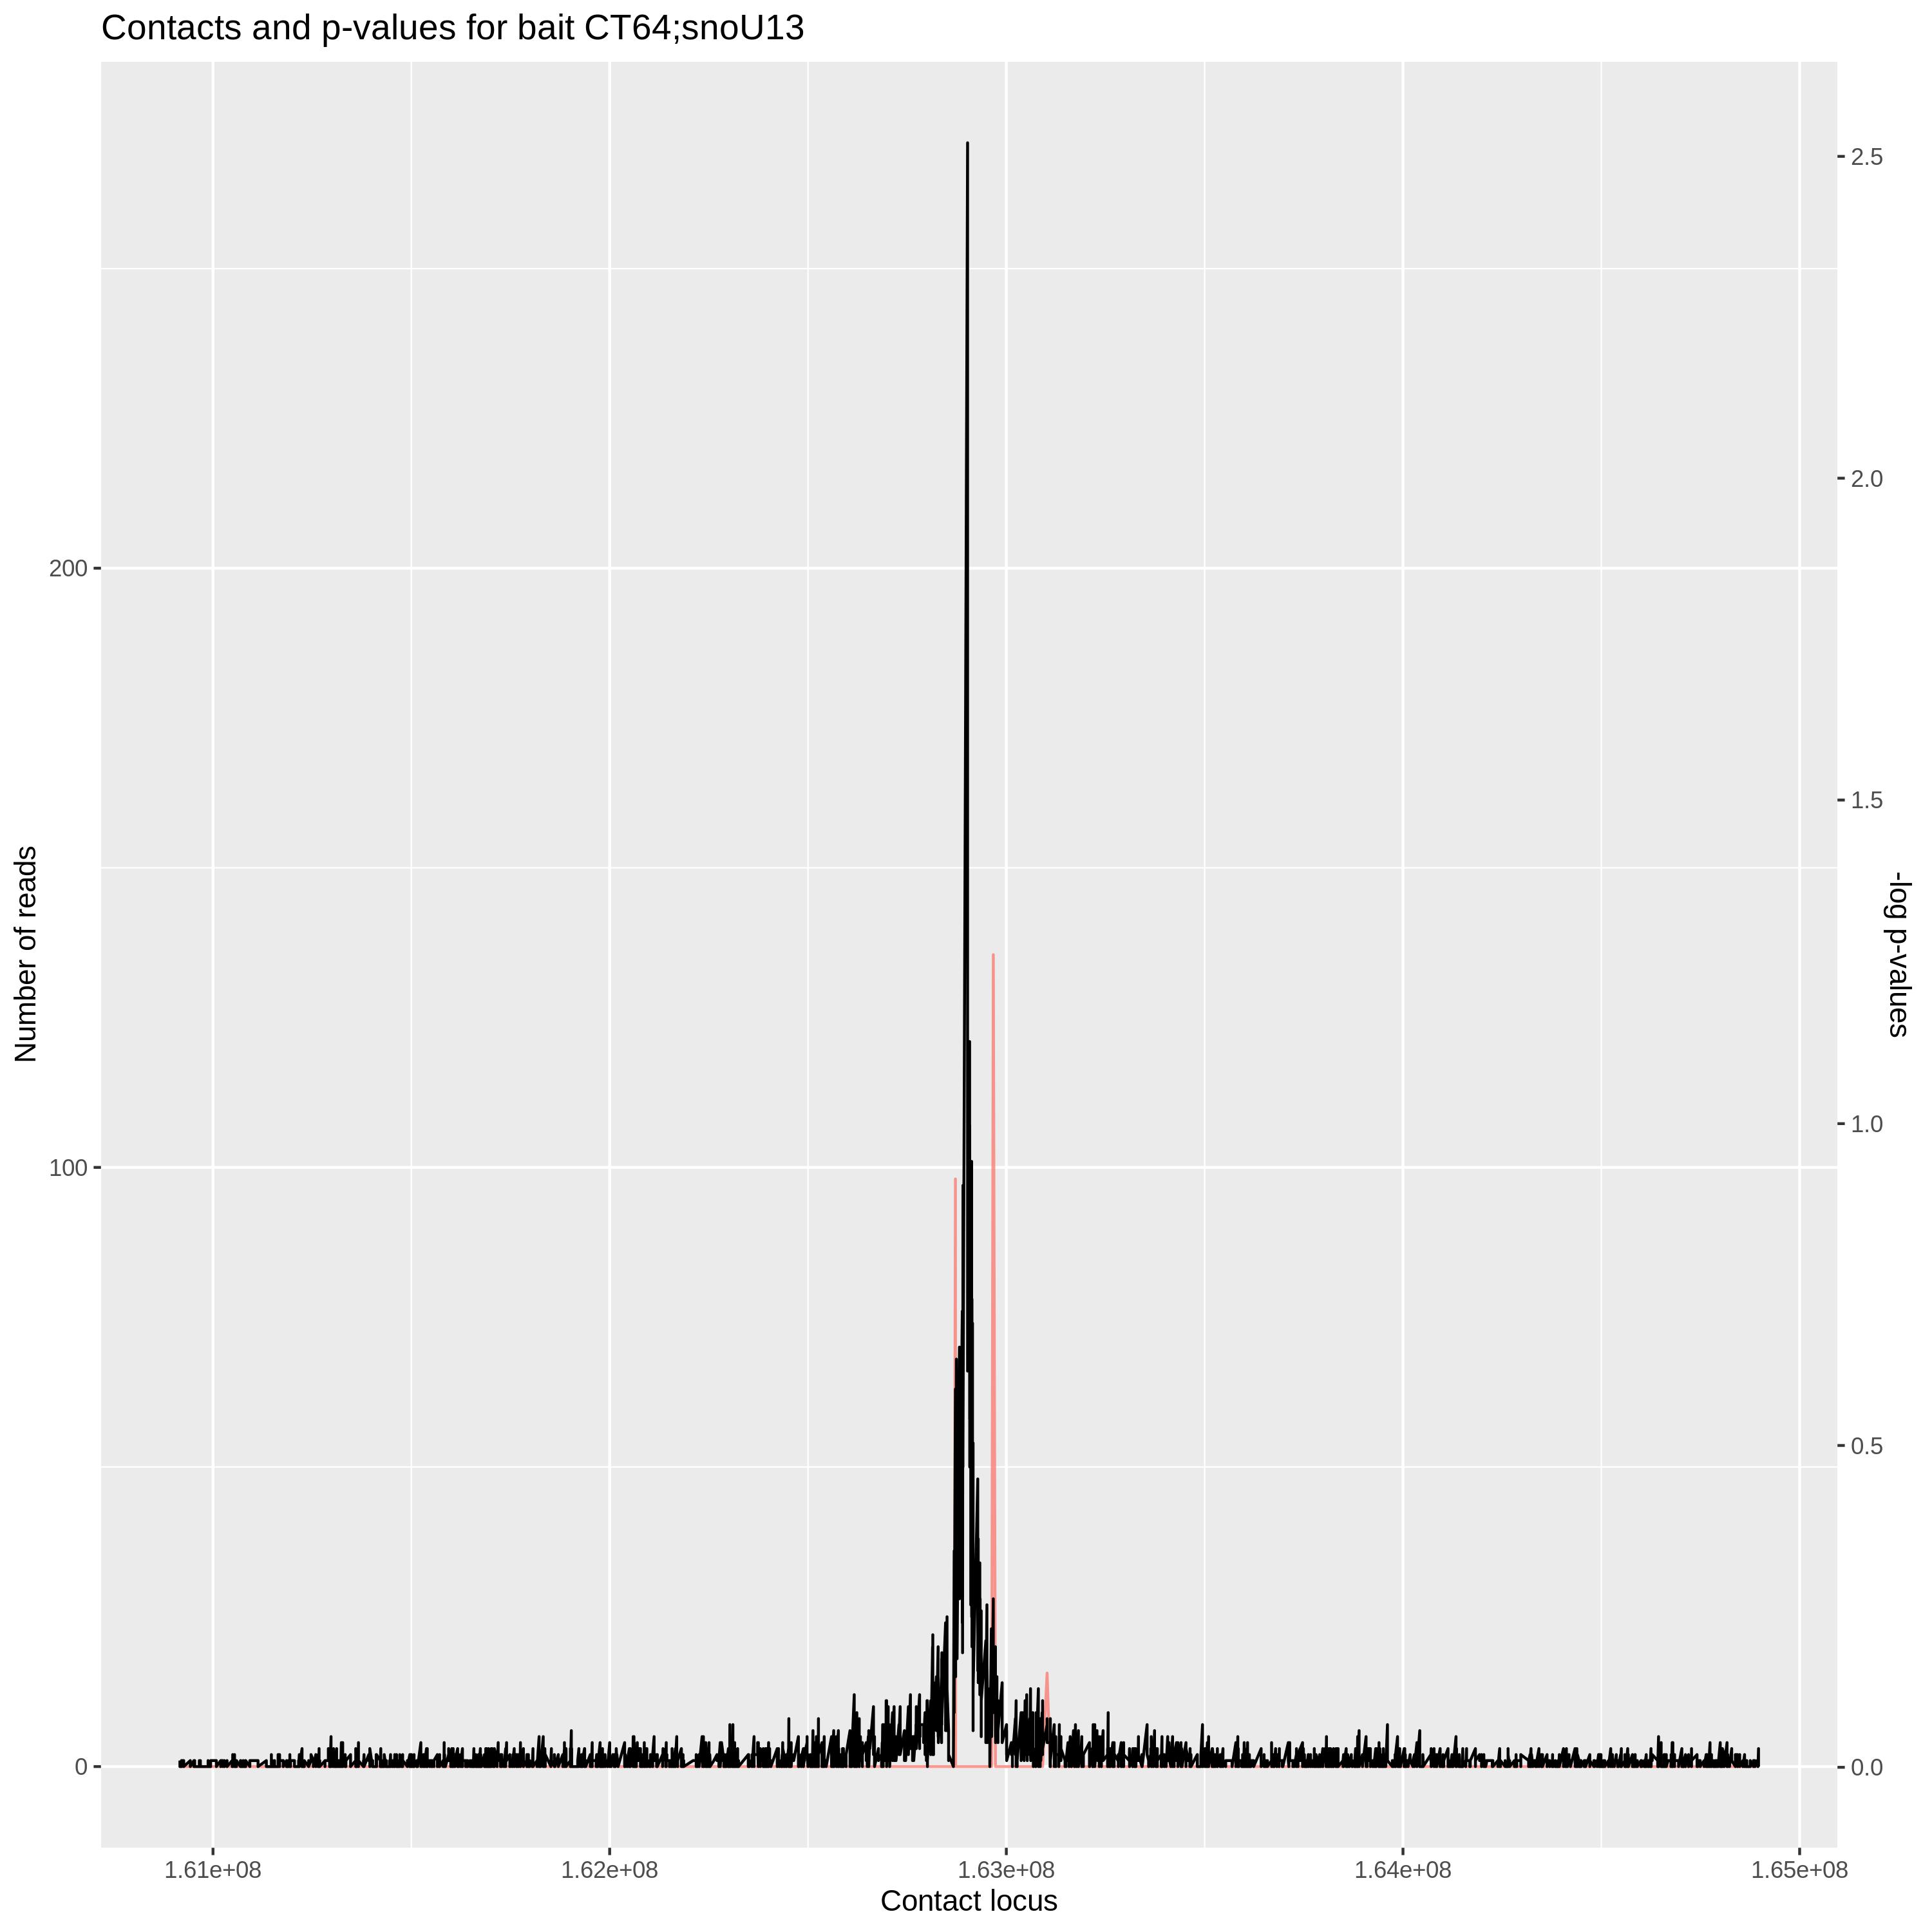 Contacts and p-values for bait CT64;snoU13
Number of reads
200
100
0
2.5
2.0
1.5
1.0
0.5
0.0
-log p-values
1.61e+08
1.62e+08
1.63e+08
1.64e+08
1.65e+08
Contact locus